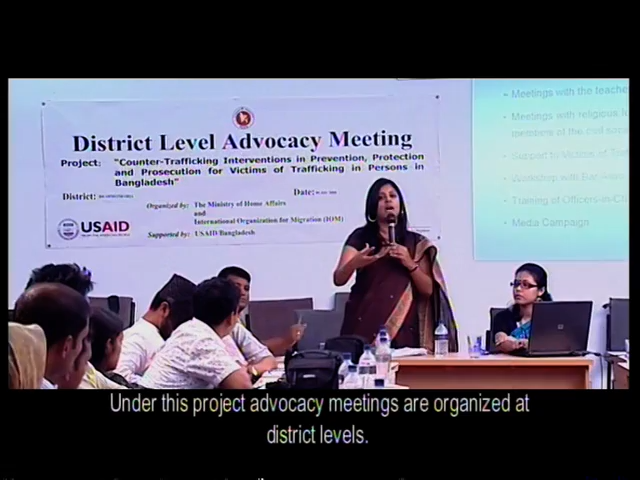 District Level Advocacy Meeting
Project: "Counter-Trafficking Interventions in Prevention, Protection
and Prosecution for Victims of Trafficking in Persons in
Bangladesh"
District:
Date:
Organized by: The Ministry of Home Affairs
and
International Organization for Migration (IOM)
Supported by: USAID/Bangladesh
USAID
– Meetings with the teache
– Meetings with religious
members of the civil
– Support to Victims of
– Workshop with Bar
– Training of Officers-in-Ch
– Media Campaign
Under this project advocacy meetings are organized at
district levels.